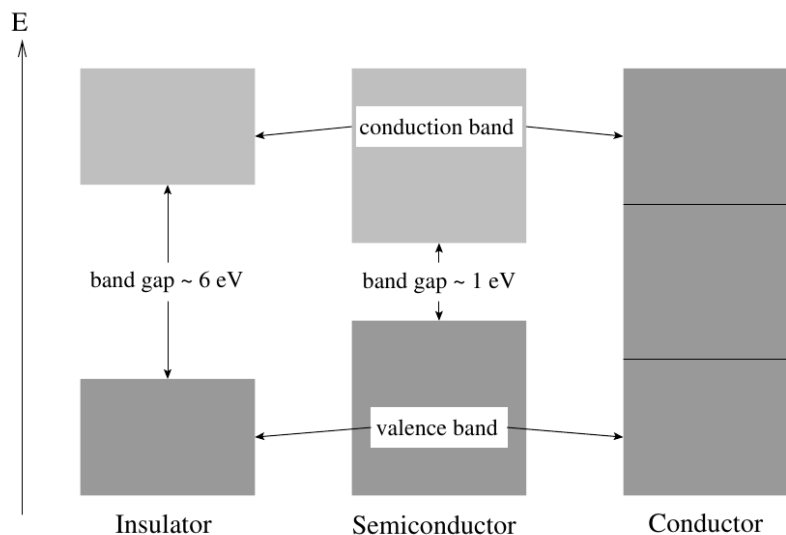 E
conduction band
band gap ~ 6 eV
band gap ~ 1 eV
valence band
Insulator
Semiconductor
Conductor